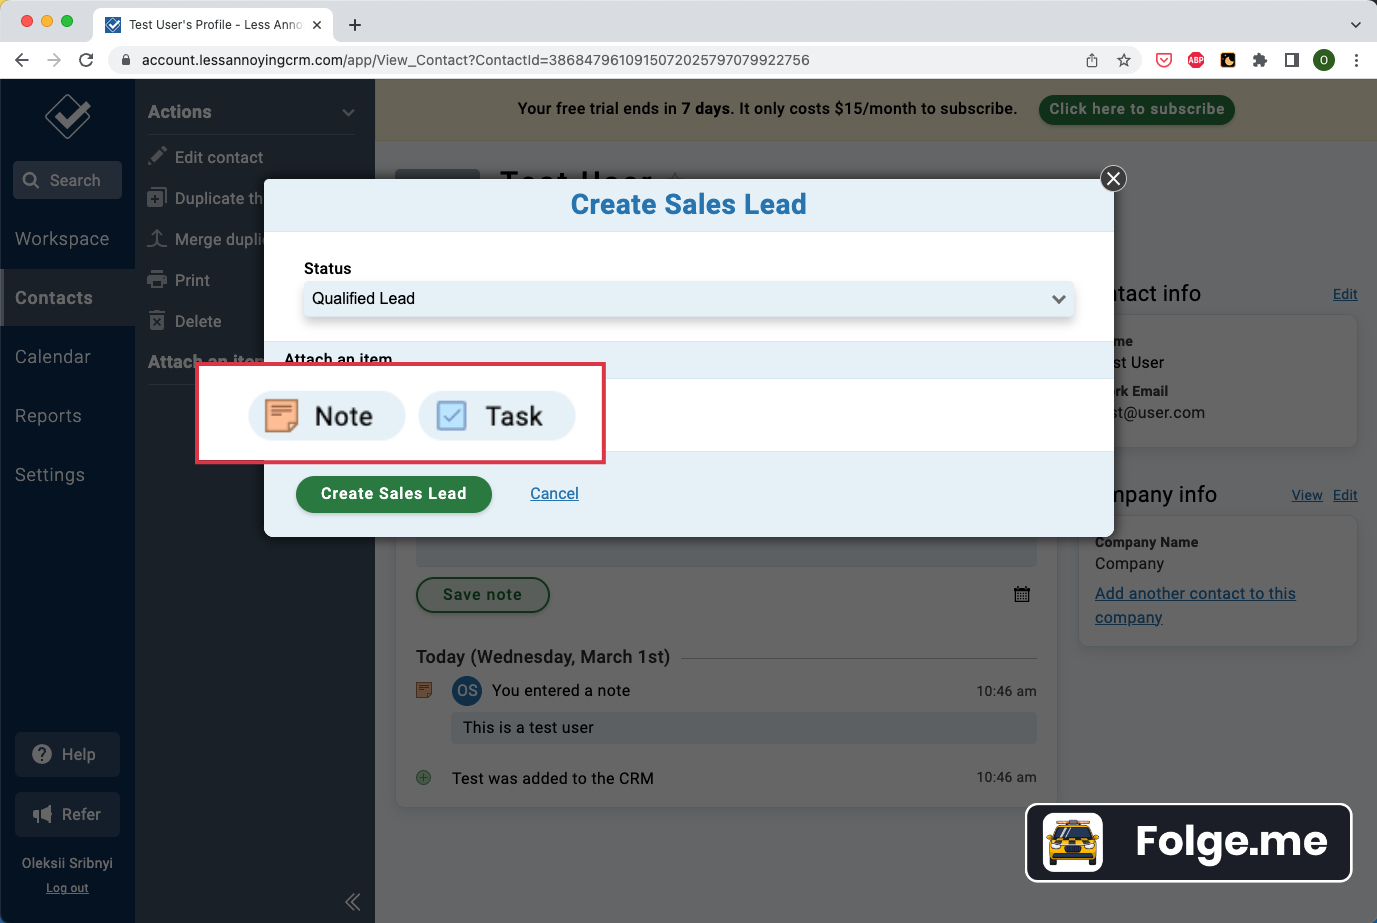 Test User's Profile - Less Anno
account.lessannoyingcrm.com/app/View_Contact?ContactId=3868479610915072025797079922756
ABP
O
Your free trial ends in 7 days. It only costs $15/month to subscribe.
Click here to subscribe
Search
Workspace
Contacts
Calendar
Reports
Settings
Help
Refer
Oleksii Sribnyi
Log out
Actions
Edit contact
Duplicate th
Merge dupli
Print
Delete
Attach an item
Test User
Create Sales Lead
Status
Qualified Lead
Attach an item
Note
Task
Create Sales Lead
Cancel
Save note
Today (Wednesday, March 1st)
OS You entered a note
10:46 am
This is a test user
Test was added to the CRM
10:46 am
ntact info
Edit
me
st User
rk Email
st@user.com
mpany info
View Edit
Company Name
Company
Add another contact to this
company
Folge.me